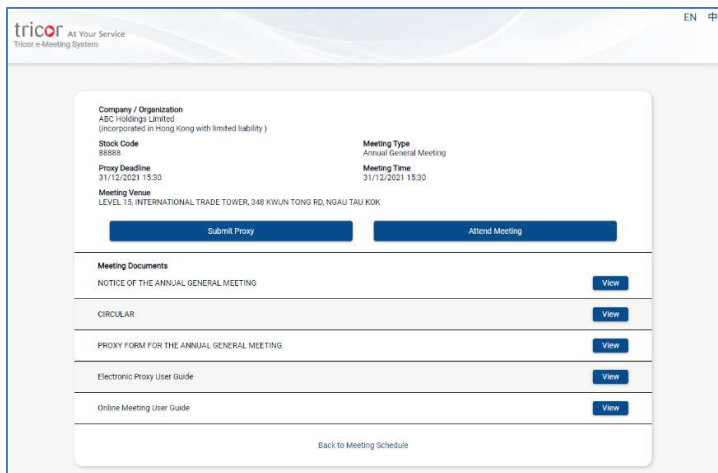 EN 中
tricor At Your Service
Tricor e-Meeting System
Company / Organization
ABC Holdings Limited
(incorporated in Hong Kong with limited liability )
Stock Code
88888
Meeting Type
Annual General Meeting
Proxy Deadline
31/12/2021 15:30
Meeting Time
31/12/2021 15:30
Meeting Venue
LEVEL 15, INTERNATIONAL TRADE TOWER, 348 KWUN TONG RD, NGAU TAU KOK
Submit Proxy
Attend Meeting
Meeting Documents
NOTICE OF THE ANNUAL GENERAL MEETING View
CIRCULAR View
PROXY FORM FOR THE ANNUAL GENERAL MEETING View
Electronic Proxy User Guide View
Online Meeting User Guide View
Back to Meeting Schedule